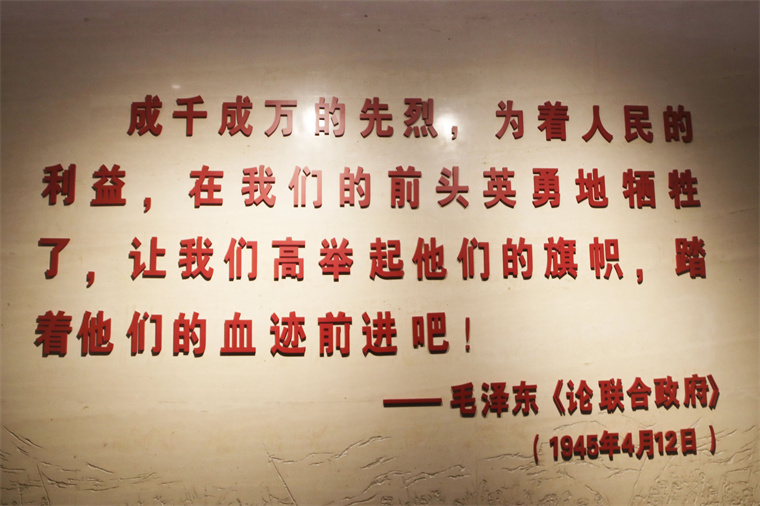 成千成万的先烈，为着人民的
利益，在我们的前头英勇地牺牲
了，让我们高举起他们的旗帜，踏
着他们的血迹前进吧！
——毛泽东《论联合政府》
（1945年4月12日）